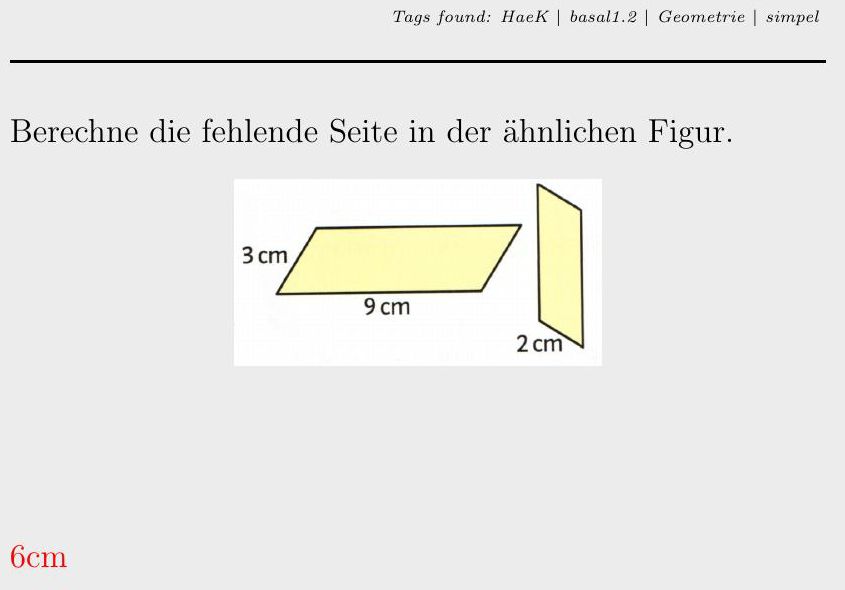 Tags found: HaeK | basal1.2 | Geometrie | simpel
Berechne die fehlende Seite in der ähnlichen Figur.
3 cm
9 cm
2 cm
6cm